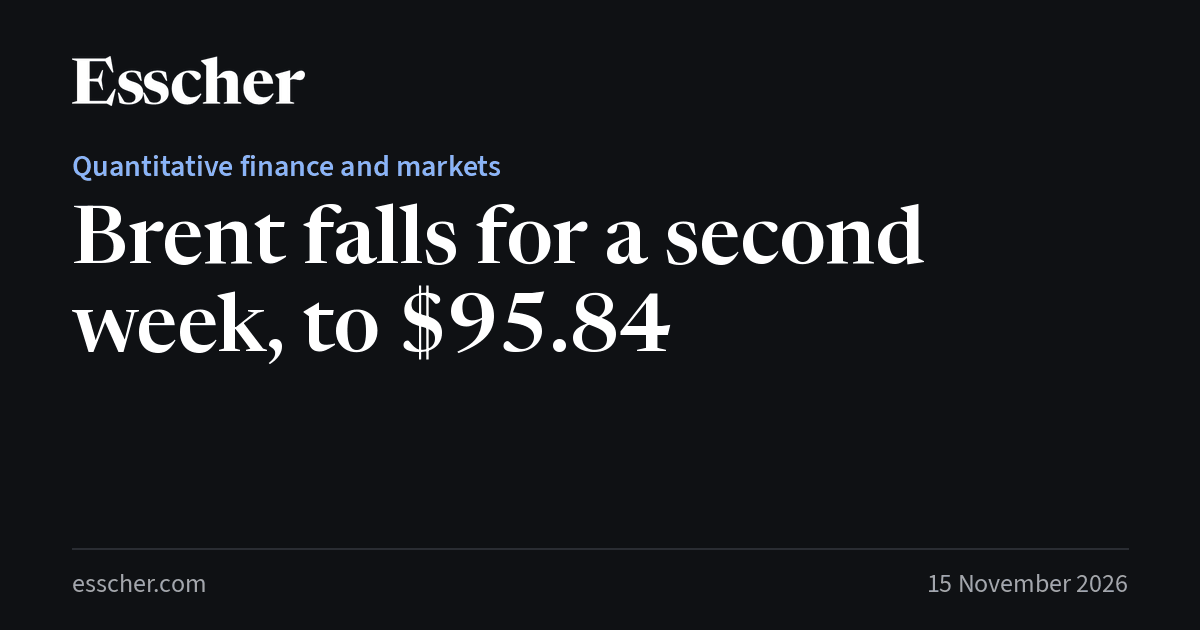 Esscher
Quantitative finance and markets
Brent falls for a second
week, to $95.84
esscher.com
15 November 2026